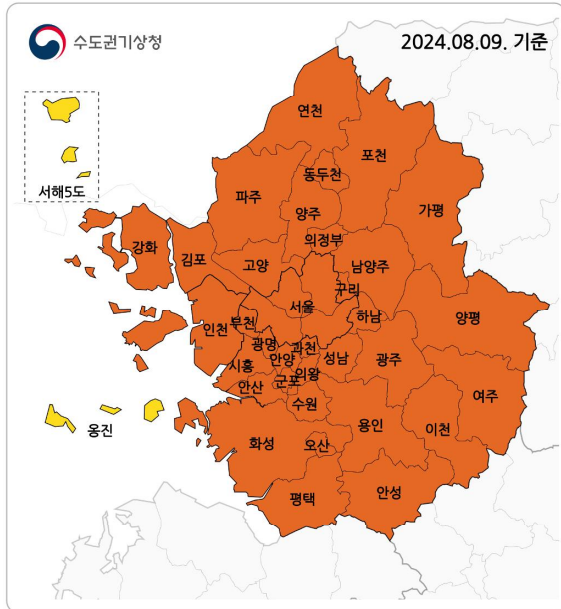 수도권기상청
2024.08.09. 기준
서해5도
연천
포천
동두천
파주
가평
양주
의정부
강화
김포
고양
남양주
구리
서울
하남
양평
인천
부천
광명
과천
시흥
안양
성남
광주
안산
군포
의왕
여주
수원
옹진
화성
오산
용인
이천
평택
안성